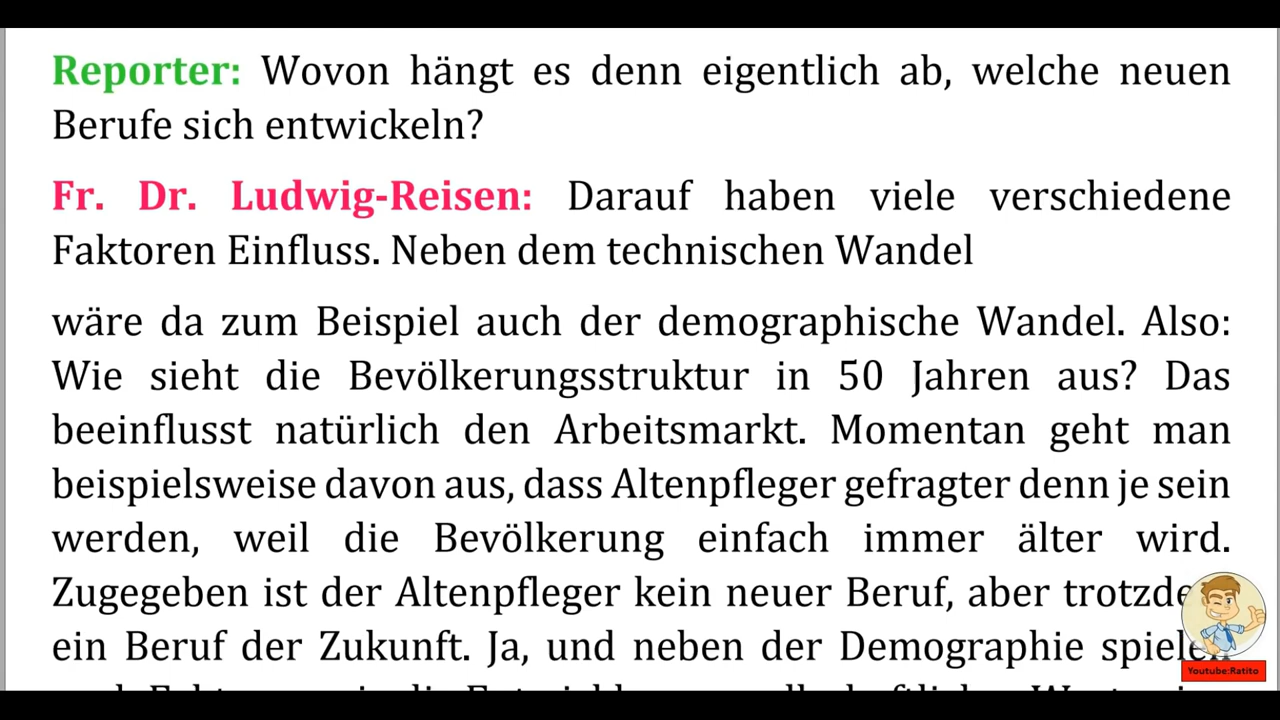 Reporter: Wovon hängt es denn eigentlich ab, welche neuen
Berufe sich entwickeln?
Fr. Dr. Ludwig-Reisen: Darauf haben viele verschiedene
Faktoren Einfluss. Neben dem technischen Wandel
wäre da zum Beispiel auch der demographische Wandel. Also:
Wie sieht die Bevölkerungsstruktur in 50 Jahren aus? Das
beeinflusst natürlich den Arbeitsmarkt. Momentan geht man
beispielsweise davon aus, dass Altenpfleger gefragter denn je sein
werden, weil die Bevölkerung einfach immer älter wird.
Zugegeben ist der Altenpfleger kein neuer Beruf, aber
ein Beruf der Zukunft. Ja, und neben der Demographie
Youtube:Ratito